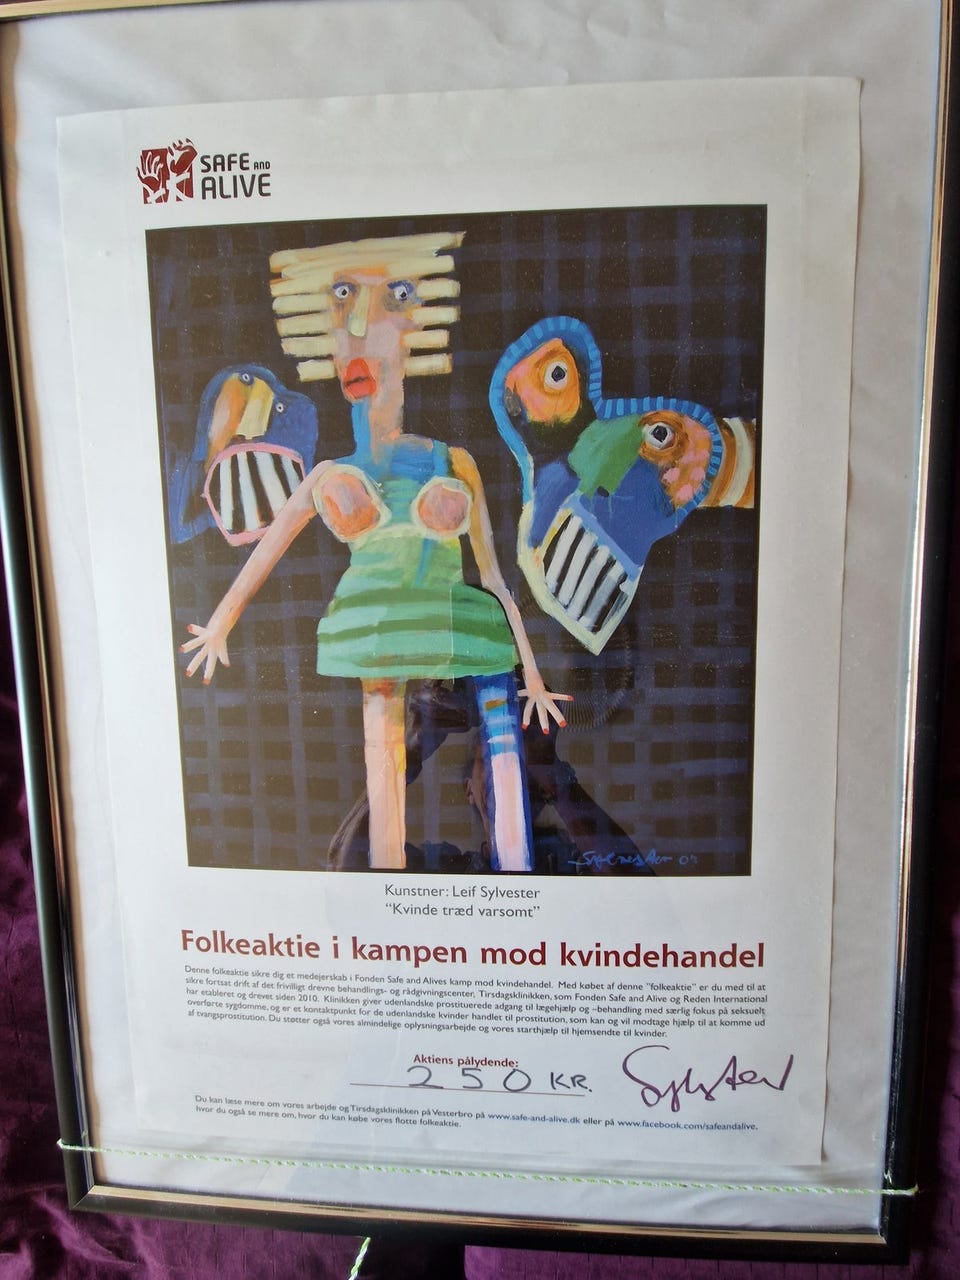 SAFE AND
ALIVE
Sylvester 09
Kunstner: Leif Sylvester
“Kvinde træd varsomt”
Folkeaktie i kampen mod kvindehandel
Denne folkeaktie sikre dig et medejerskab i Fonden Safe and Alives kamp mod kvindehandel. Med købet af denne "folkeaktie" er du med til at
sikre fortsat drift af det frivilligt drevne behandlings- og rådgivningscenter, Tirsdagsklinikken, som Fonden Safe and Alive og Reden International
har etableret og drevet siden 2010. Klinikken giver udenlandske prostituerede adgang til lægehjælp og –behandling med særlig fokus på seksuelt
overførte sygdomme, og er et kontaktpunkt for de udenlandske kvinder handlet til prostitution, som kan og vil modtage hjælp til at komme ud
af tvangsprostitution. Du støtter også vores almindelige oplysningsarbejde og vores starthjælp til hjemsendte til kvinder.
Aktiens pålydende:
250 KR.
Sylvester
Du kan læse mere om vores arbejde og Tirsdagsklinikken på Vesterbro på www.safe-and-alive.dk eller på www.facebook.com/safeandalive,
hvor du også se mere om, hvor du kan købe vores flotte folkeaktie.